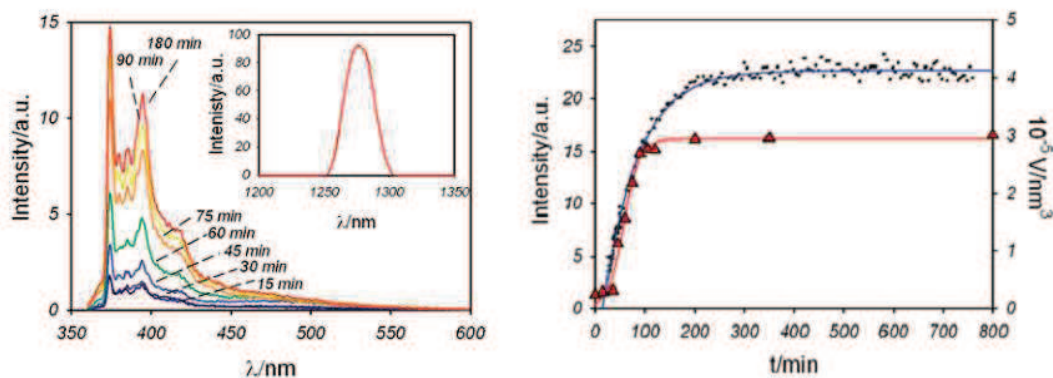 15
10
5
0
Intensity/a.u.
90 min
180 min
75 min
60 min
45 min
30 min
15 min
350 400 450 500 550 600
λ/nm
100
80
60
40
20
0
Intenisty/a.u.
1200 1250 1300 1350
λ/nm
25
20
15
10
5
0
Intensity/a.u.
0 100 200 300 400 500 600 700 800
t/min
5
4
3
2
1
0
10⁻⁵ V/nm³